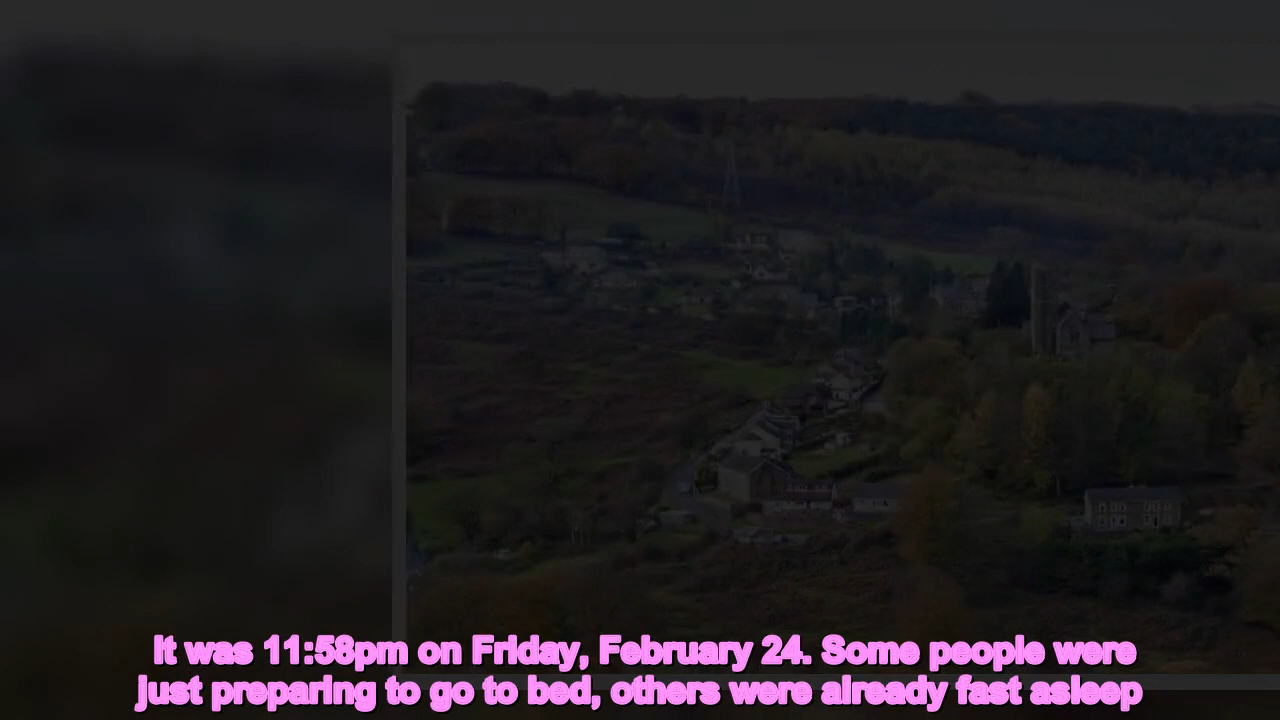 It was 11:58pm on Friday, February 24. Some people were
just preparing to go to bed, others were already fast asleep